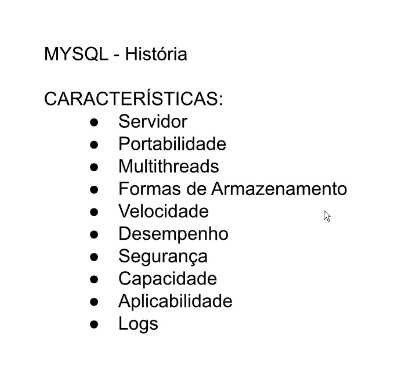 MYSQL - História
CARACTERÍSTICAS:
● Servidor
● Portabilidade
● Multithreads
● Formas de Armazenamento
● Velocidade
● Desempenho
● Segurança
● Capacidade
● Aplicabilidade
● Logs